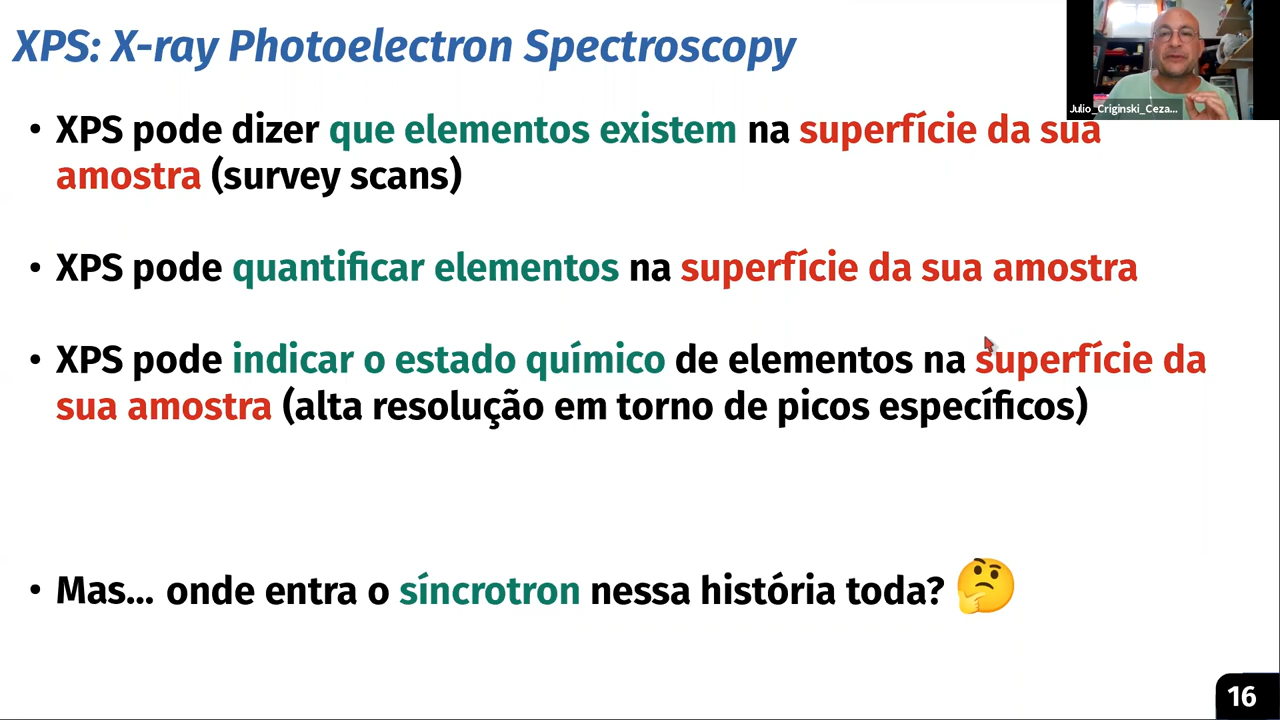 XPS: X-ray Photoelectron Spectroscopy
Julio_Criginski_Ceza...
• XPS pode dizer que elementos existem na superfície da sua
amostra (survey scans)
• XPS pode quantificar elementos na superfície da sua amostra
• XPS pode indicar o estado químico de elementos na superfície da
sua amostra (alta resolução em torno de picos específicos)
• Mas... onde entra o síncrotron nessa história toda? 🤔
16